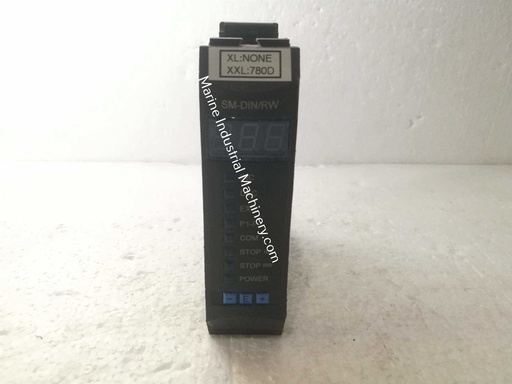 XL:NONE
XXL:780D
SM-DIN/RW
Marine Industrial Machinery.com
COM
STOP
STOP
POWER
- E +